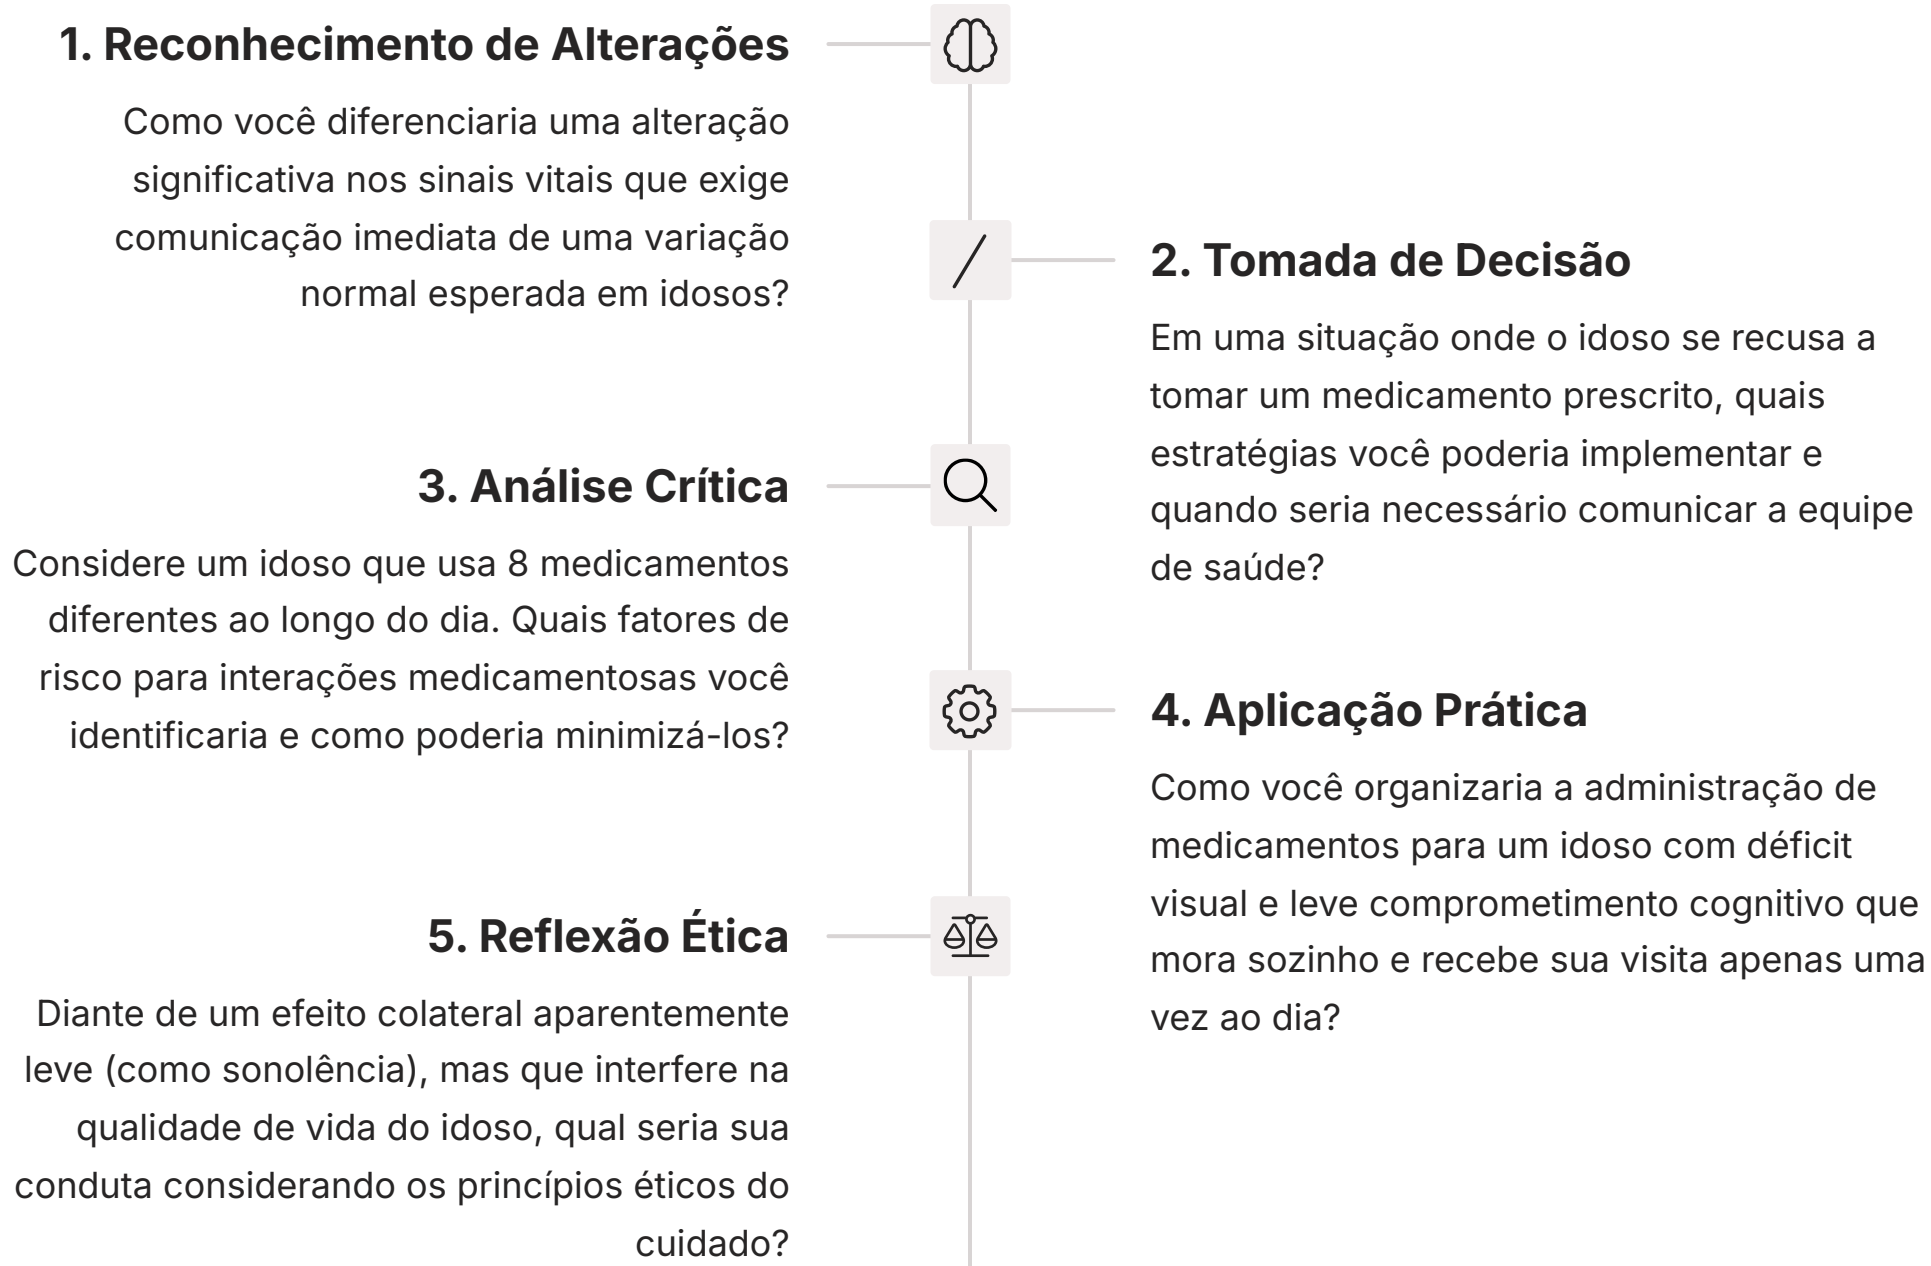 1. Reconhecimento de Alterações
Como você diferenciaria uma alteração
significativa nos sinais vitais que exige
comunicação imediata de uma variação
normal esperada em idosos?
2. Tomada de Decisão
Em uma situação onde o idoso se recusa a
tomar um medicamento prescrito, quais
estratégias você poderia implementar e
quando seria necessário comunicar a equipe
de saúde?
3. Análise Crítica
Considere um idoso que usa 8 medicamentos
diferentes ao longo do dia. Quais fatores de
risco para interações medicamentosas você
identificaria e como poderia minimizá-los?
4. Aplicação Prática
Como você organizaria a administração de
medicamentos para um idoso com déficit
visual e leve comprometimento cognitivo que
mora sozinho e recebe sua visita apenas uma
vez ao dia?
5. Reflexão Ética
Diante de um efeito colateral aparentemente
leve (como sonolência), mas que interfere na
qualidade de vida do idoso, qual seria sua
conduta considerando os princípios éticos do
cuidado?